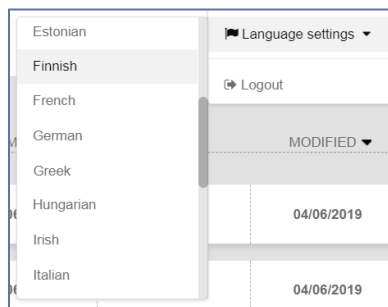 Estonian
Language settings
Finnish
French
Logout
German
MODIFIED
Greek
Hungarian
04/06/2019
Irish
Italian
04/06/2019